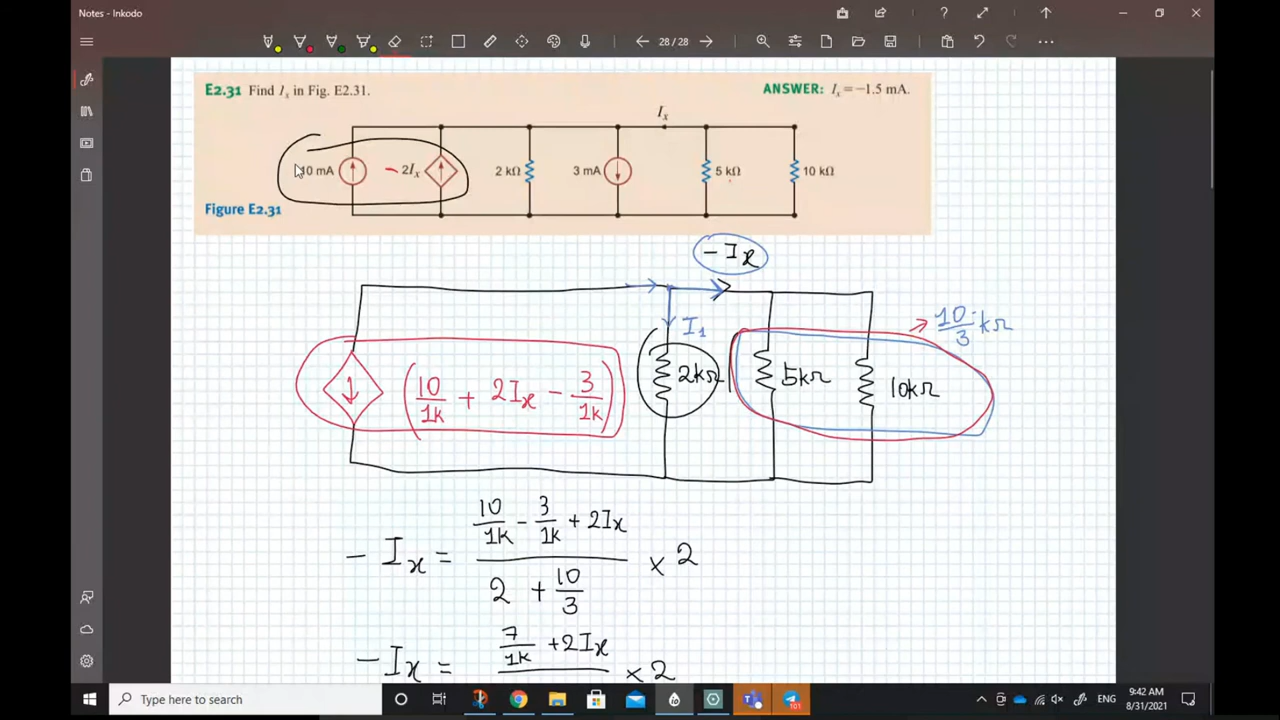 Notes - Inkodo
28 / 28
E2.31 Find Ix in Fig. E2.31.
ANSWER: Ix = −1.5 mA.
Ix
10 mA
- 2Ix
2 kΩ
3 mA
5 kΩ
10 kΩ
Figure E2.31
- Ix
10/3 kΩ
I1
(10/1k + 2Ix - 3/1k)
2kΩ
5kΩ
10kΩ
- Ix = (10/1k - 3/1k + 2Ix) / (2 + 10/3) × 2
- Ix = 7/1k + 2Ix × 2
Type here to search
101
ENG
9:42 AM
8/31/2021